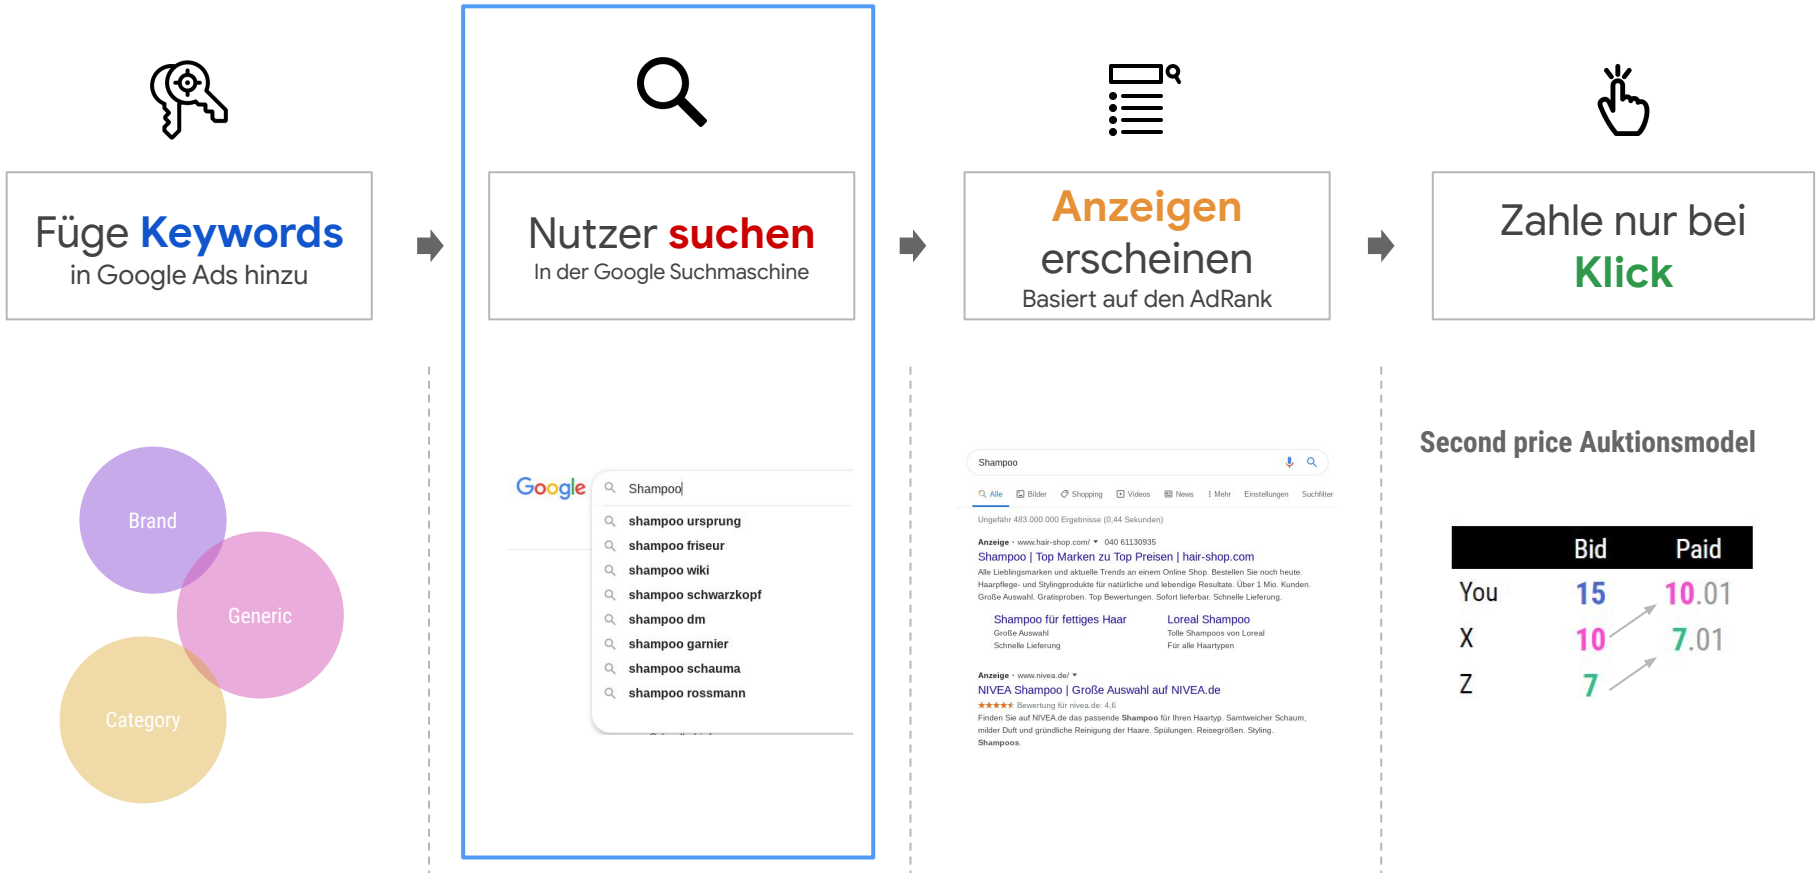 Füge Keywords
in Google Ads hinzu
Nutzer suchen
In der Google Suchmaschine
Anzeigen
erscheinen
Basiert auf den AdRank
Zahle nur bei
Klick
Brand
Generic
Category
Google
Shampoo
shampoo ursprung
shampoo friseur
shampoo wiki
shampoo schwarzkopf
shampoo dm
shampoo garnier
shampoo schauma
shampoo rossmann
Shampoo
Alle Bilder Shopping Videos News Mehr Einstellungen Suchfilter
Ungefähr 483.000.000 Ergebnisse (0,44 Sekunden)
Anzeige · www.hair-shop.com/ 040 61130935
Shampoo | Top Marken zu Top Preisen | hair-shop.com
Alle Lieblingsmarken und aktuelle Trends an einem Online Shop. Bestellen Sie noch heute.
Haarpflege- und Stylingprodukte für natürliche und lebendige Resultate. Über 1 Mio. Kunden.
Große Auswahl. Gratisproben. Top Bewertungen. Sofort lieferbar. Schnelle Lieferung.
Shampoo für fettiges Haar
Große Auswahl
Schnelle Lieferung
Loreal Shampoo
Tolle Shampoos von Loreal
Für alle Haartypen
Anzeige · www.nivea.de/
NIVEA Shampoo | Große Auswahl auf NIVEA.de
Bewertung für nivea.de: 4,6
Finden Sie auf NIVEA.de das passende Shampoo für Ihren Haartyp. Samtweicher Schaum,
milder Duft und gründliche Reinigung der Haare. Spülungen. Reisegrößen. Styling.
Shampoos.
Second price Auktionsmodel
Bid Paid
You 15 10.01
X 10 7.01
Z 7